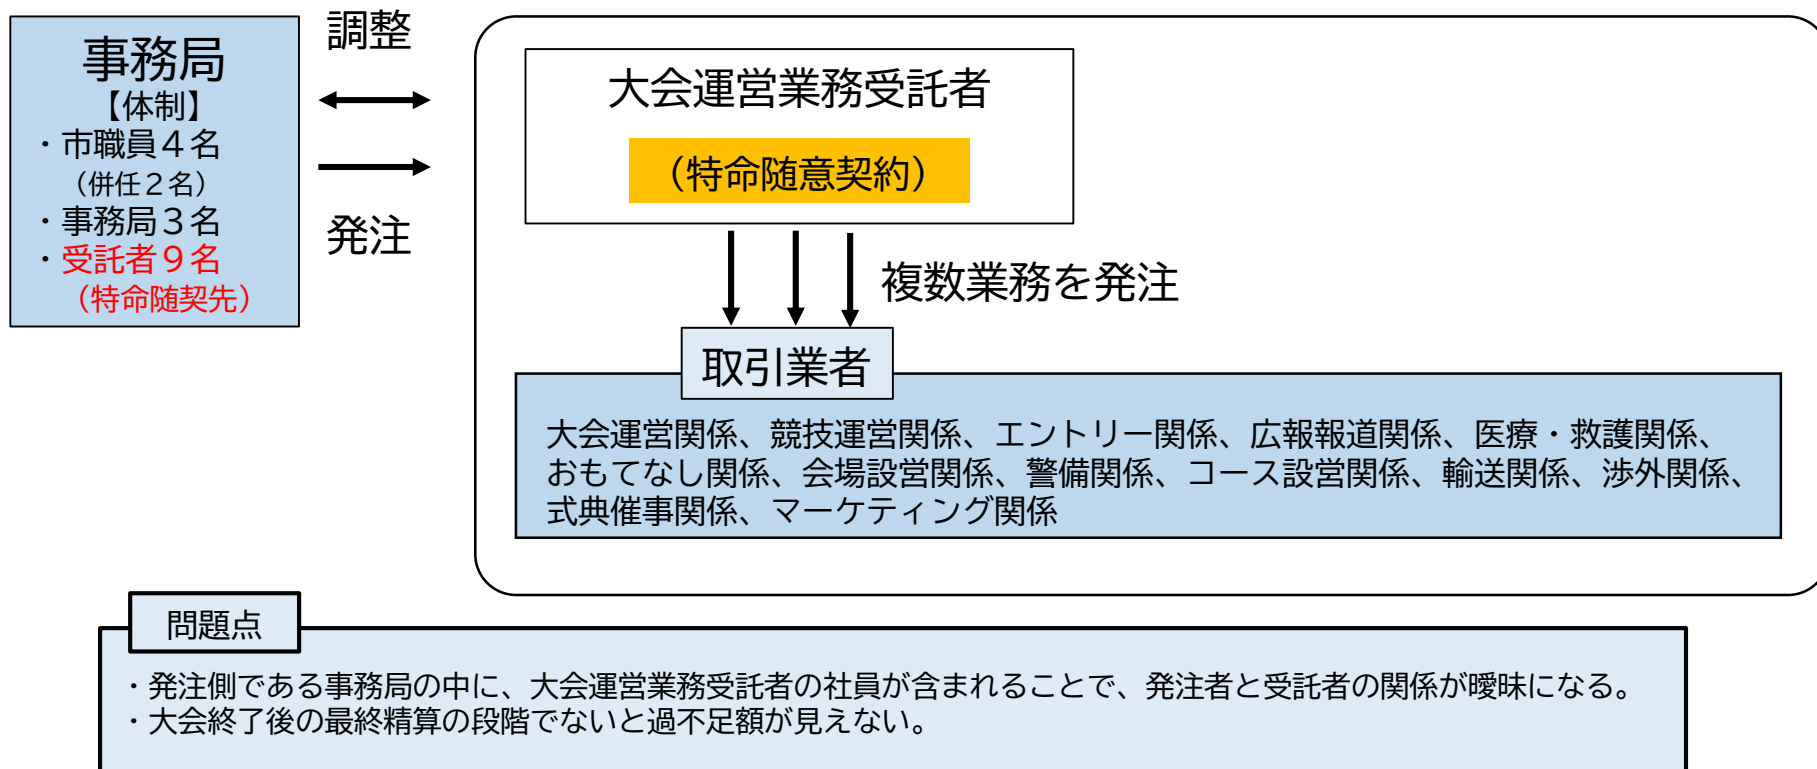 事務局
【体制】
・市職員４名
（併任２名）
・事務局３名
・受託者９名
（特命随契先）
調整
発注
大会運営業務受託者
（特命随意契約）
複数業務を発注
取引業者
大会運営関係、競技運営関係、エントリー関係、広報報道関係、医療・救護関係、
おもてなし関係、会場設営関係、警備関係、コース設営関係、輸送関係、渉外関係、
式典催事関係、マーケティング関係
問題点
・発注側である事務局の中に、大会運営業務受託者の社員が含まれることで、発注者と受託者の関係が曖昧になる。
・大会終了後の最終精算の段階でないと過不足額が見えない。